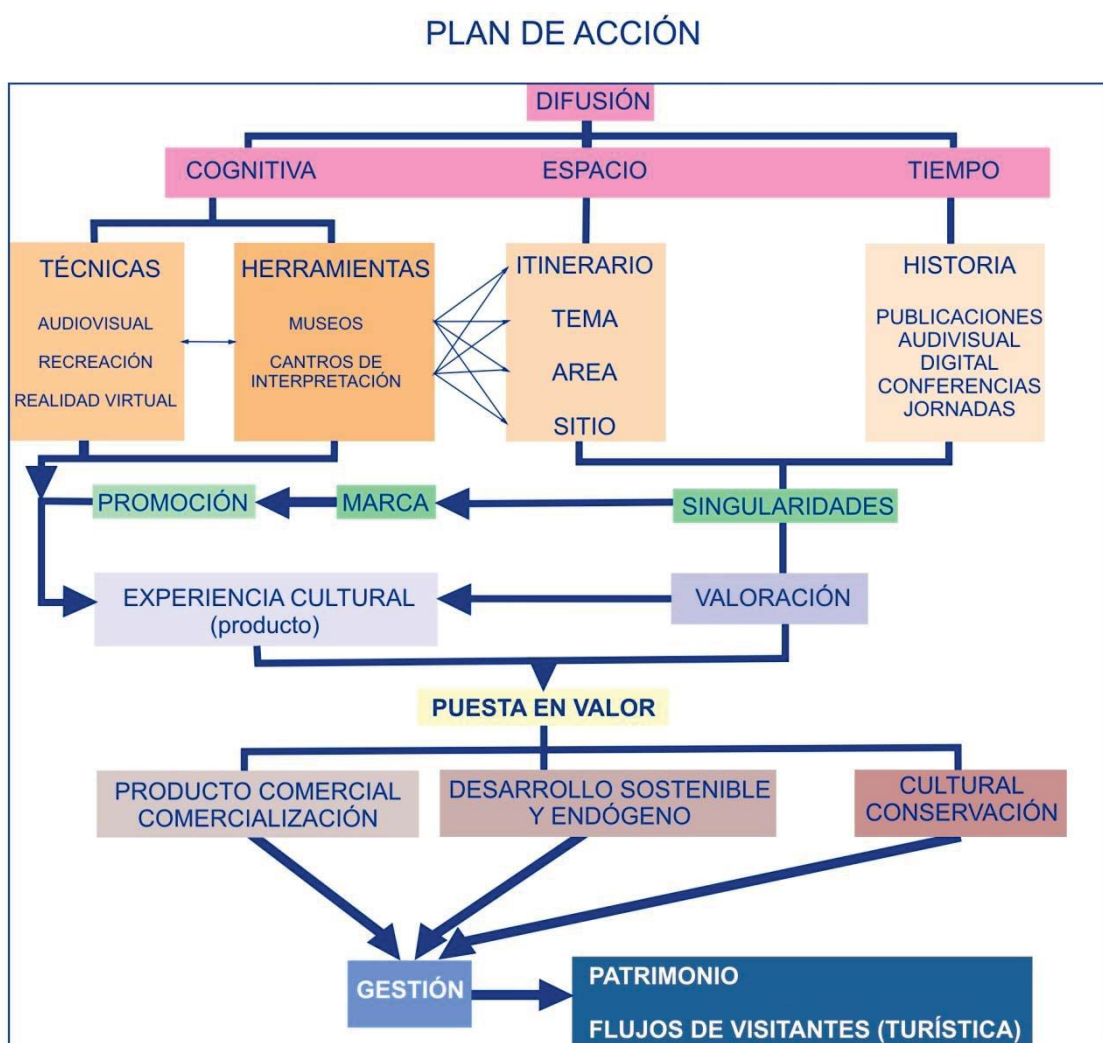 PLAN DE ACCIÓN
DIFUSIÓN
COGNITIVA
ESPACIO
TIEMPO
TÉCNICAS
AUDIOVISUAL
RECREACIÓN
REALIDAD VIRTUAL
HERRAMIENTAS
MUSEOS
CANTROS DE
INTERPRETACIÓN
ITINERARIO
TEMA
AREA
SITIO
HISTORIA
PUBLICACIONES
AUDIVISUAL
DIGITAL
CONFERENCIAS
JORNADAS
PROMOCIÓN
MARCA
SINGULARIDADES
EXPERIENCIA CULTURAL
(producto)
VALORACIÓN
PUESTA EN VALOR
PRODUCTO COMERCIAL
COMERCIALIZACIÓN
DESARROLLO SOSTENIBLE
Y ENDÓGENO
CULTURAL
CONSERVACIÓN
GESTIÓN
PATRIMONIO
FLUJOS DE VISITANTES (TURÍSTICA)